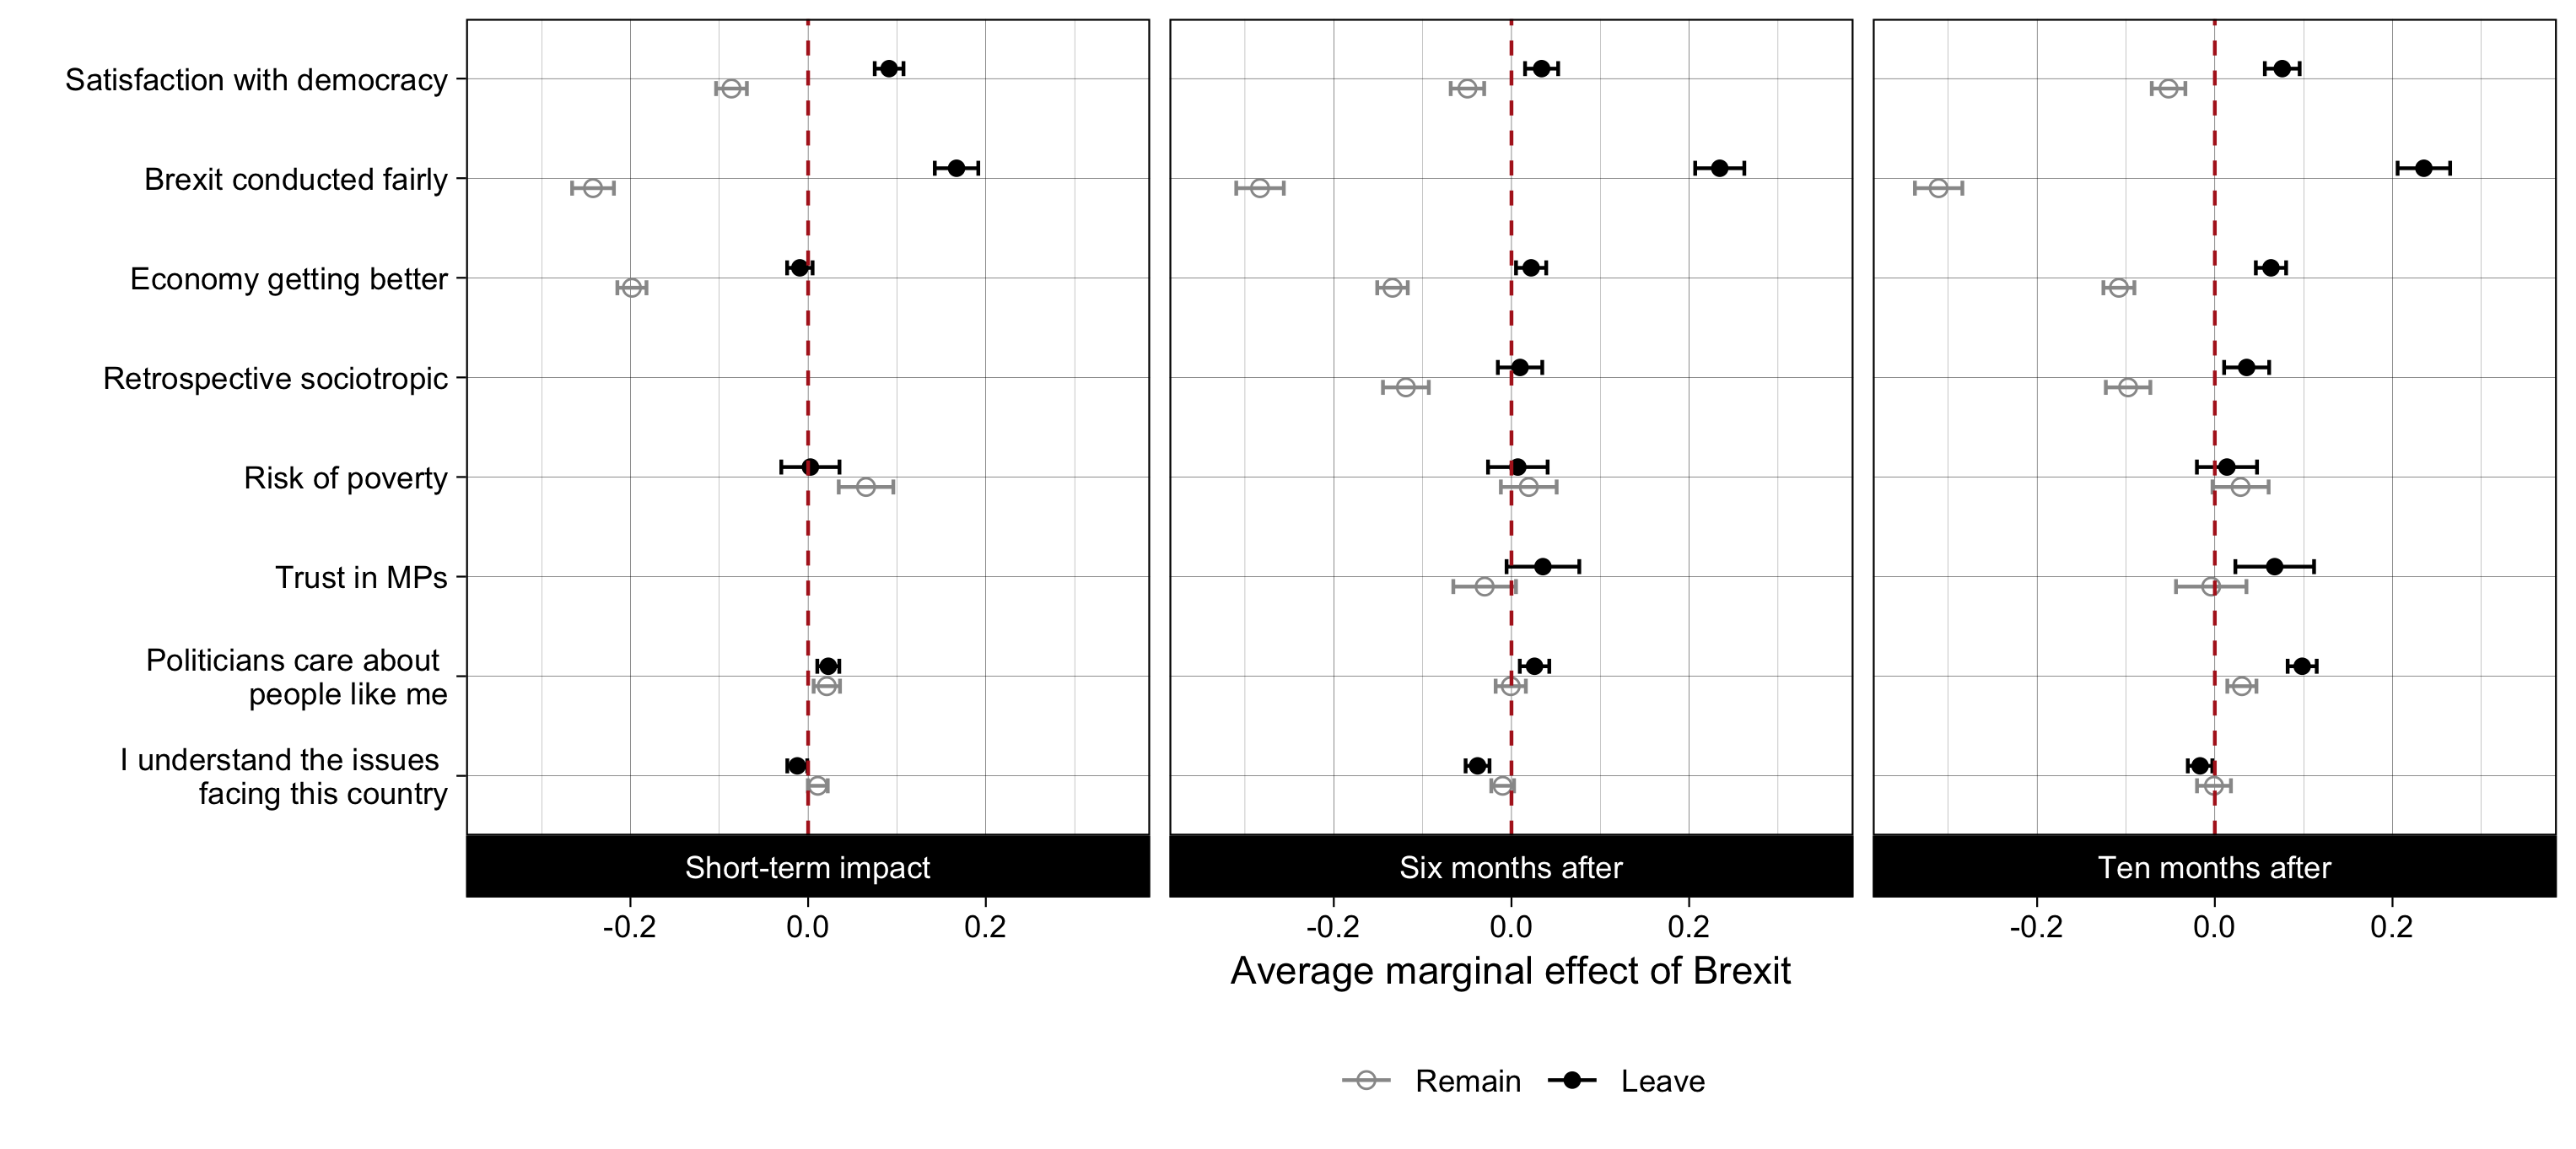 Satisfaction with democracy
Brexit conducted fairly
Economy getting better
Retrospective sociotropic
Risk of poverty
Trust in MPs
Politicians care about
people like me
I understand the issues
facing this country
Short-term impact
Six months after
Ten months after
-0.2 0.0 0.2 -0.2 0.0 0.2 -0.2 0.0 0.2
Average marginal effect of Brexit
Remain Leave